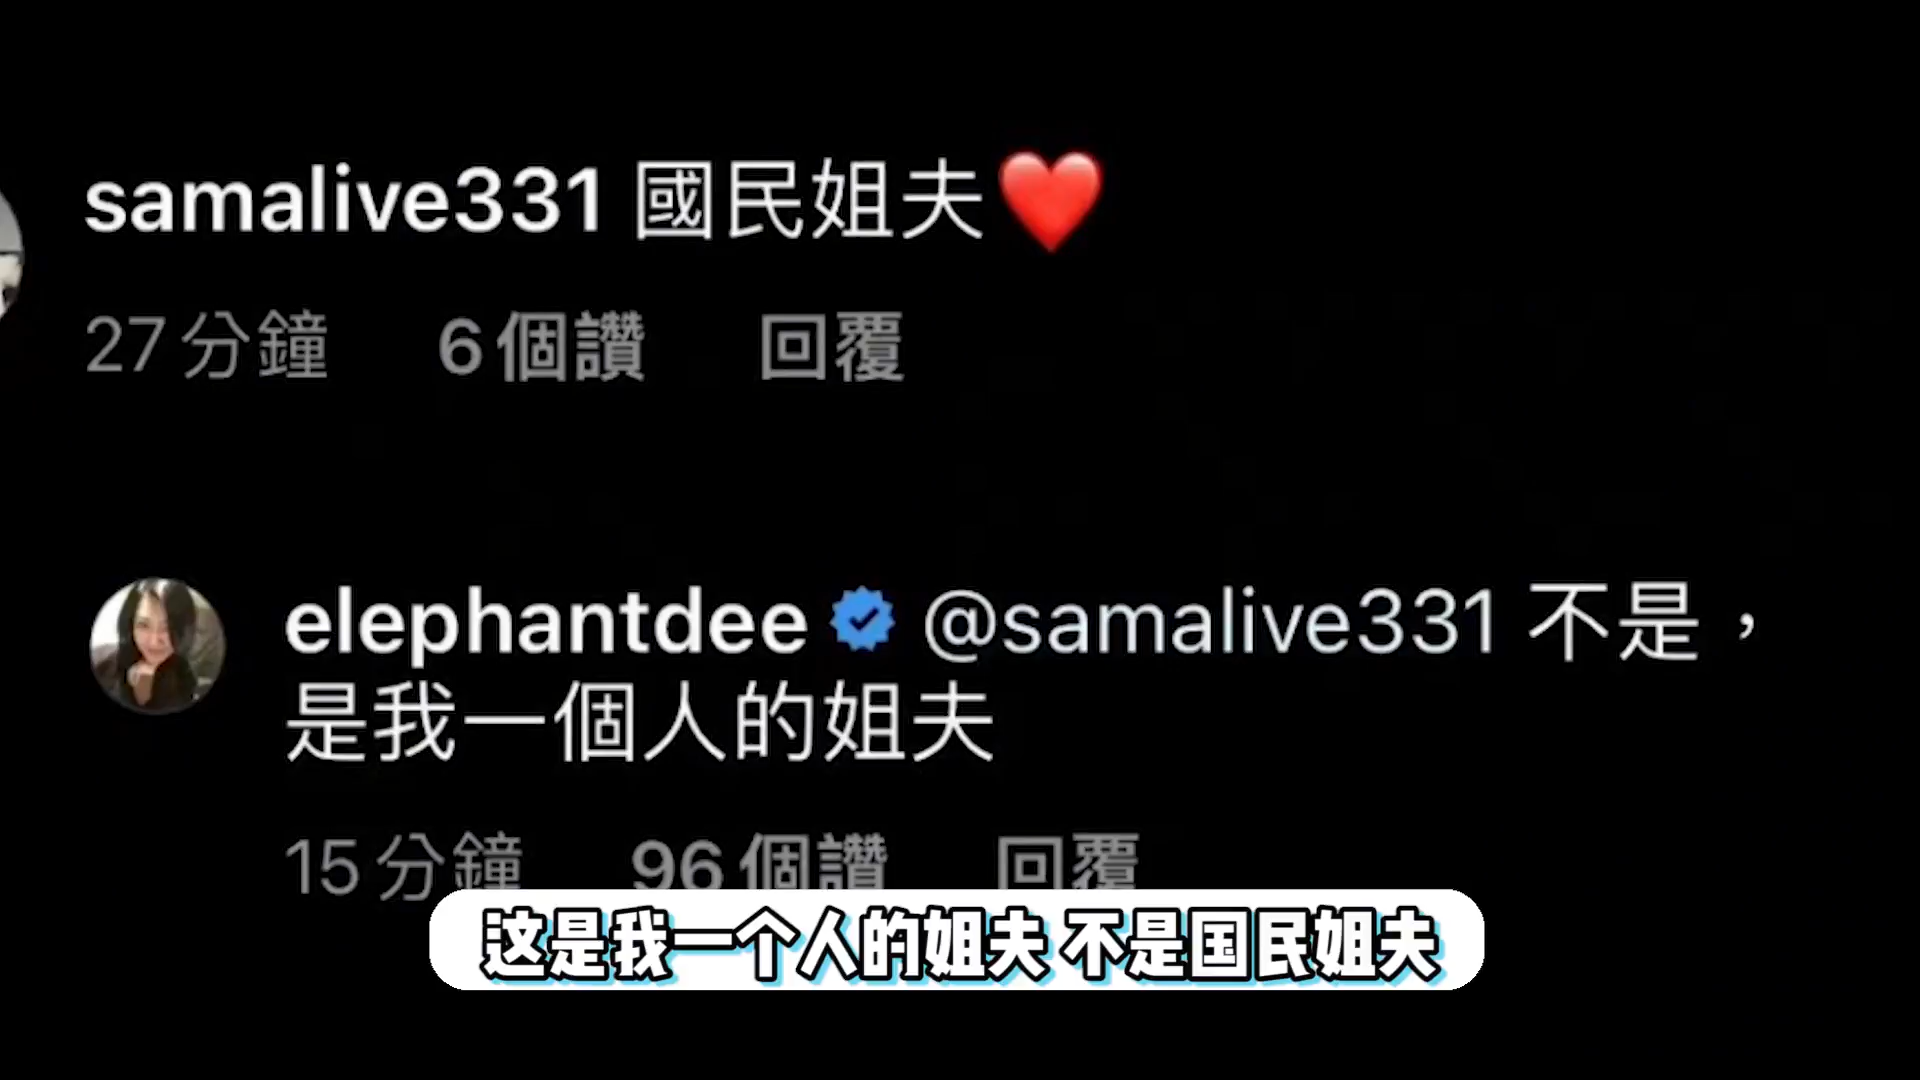 samalive331 國民姐夫❤️
27分鐘 6個讚 回覆
elephantdee @samalive331 不是，
是我一個人的姐夫
15分鐘 96個讚 回覆
这是我一个人的姐夫 不是国民姐夫